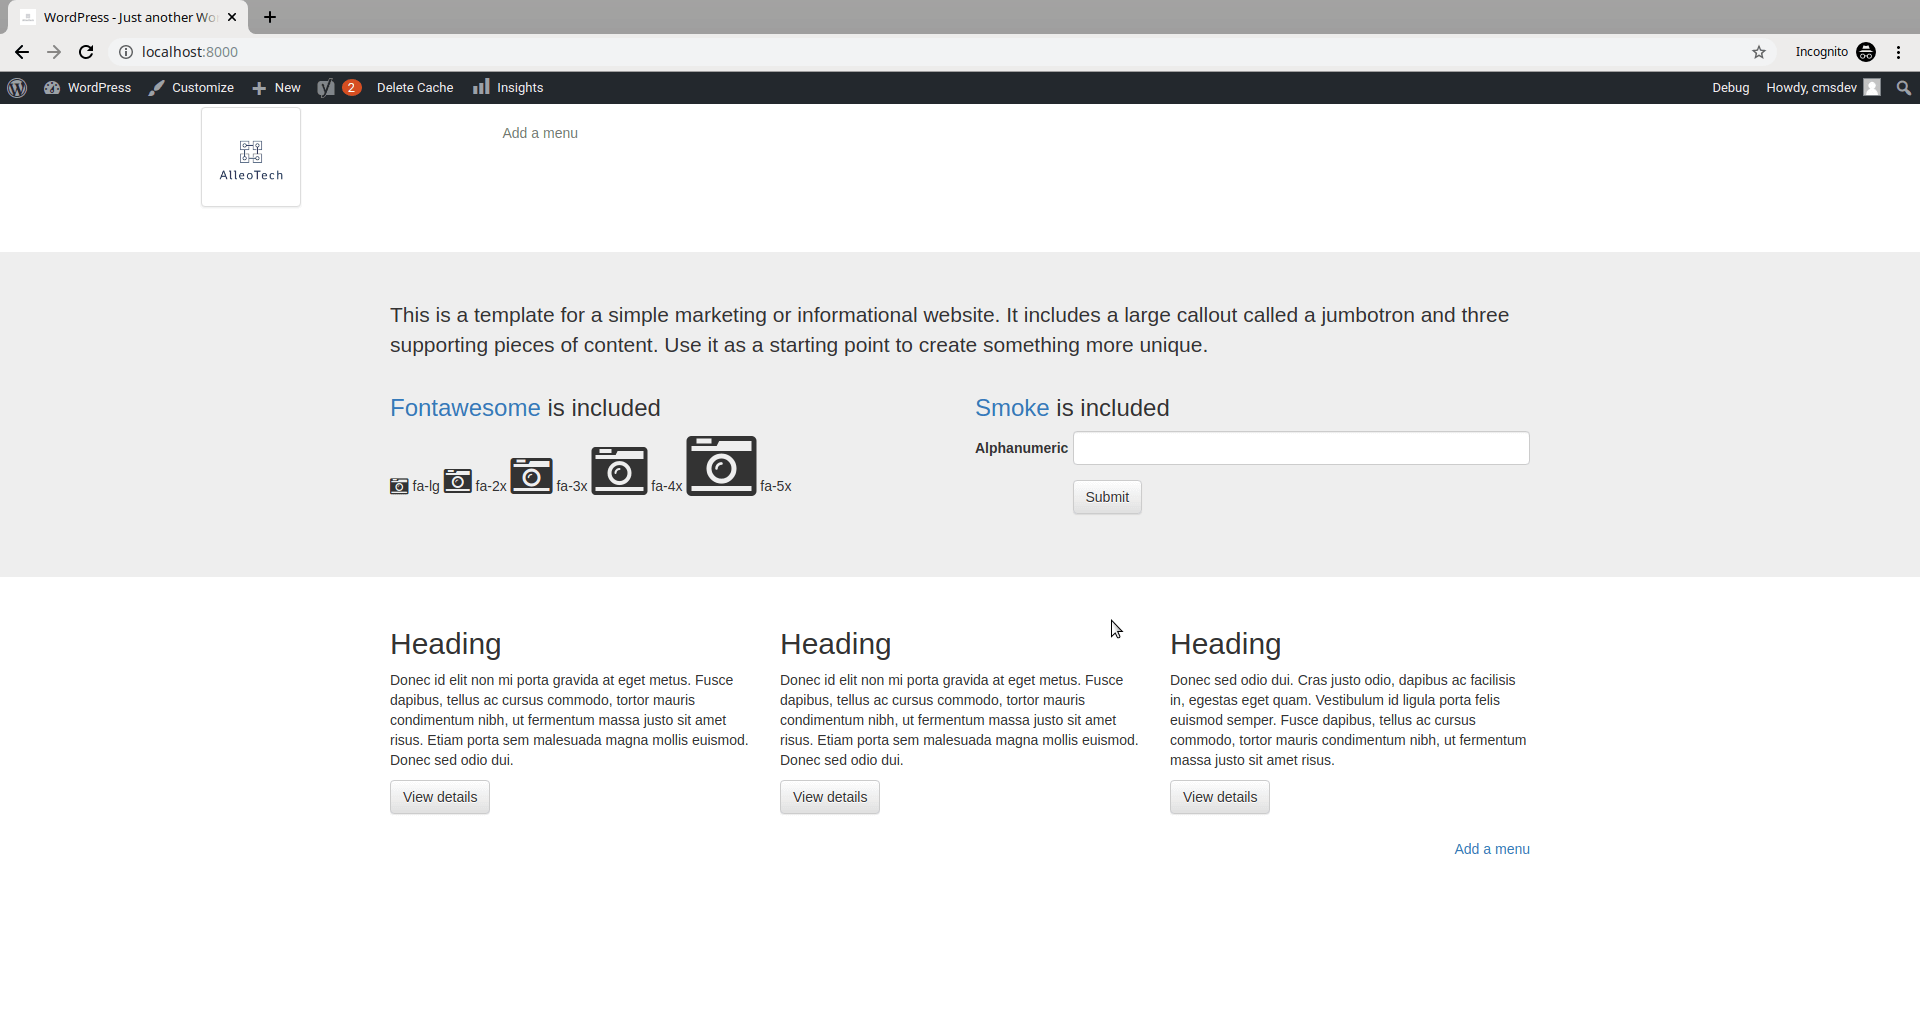 WordPress - Just another Wo
localhost:8000
Incognito
WordPress Customize New 2 Delete Cache Insights Debug Howdy, cmsdev
AlleoTech
Add a menu
This is a template for a simple marketing or informational website. It includes a large callout called a jumbotron and three
supporting pieces of content. Use it as a starting point to create something more unique.
Fontawesome is included
fa-lg fa-2x fa-3x fa-4x fa-5x
Smoke is included
Alphanumeric
Submit
Heading
Donec id elit non mi porta gravida at eget metus. Fusce
dapibus, tellus ac cursus commodo, tortor mauris
condimentum nibh, ut fermentum massa justo sit amet
risus. Etiam porta sem malesuada magna mollis euismod.
Donec sed odio dui.
View details
Heading
Donec id elit non mi porta gravida at eget metus. Fusce
dapibus, tellus ac cursus commodo, tortor mauris
condimentum nibh, ut fermentum massa justo sit amet
risus. Etiam porta sem malesuada magna mollis euismod.
Donec sed odio dui.
View details
Heading
Donec sed odio dui. Cras justo odio, dapibus ac facilisis
in, egestas eget quam. Vestibulum id ligula porta felis
euismod semper. Fusce dapibus, tellus ac cursus
commodo, tortor mauris condimentum nibh, ut fermentum
massa justo sit amet risus.
View details
Add a menu